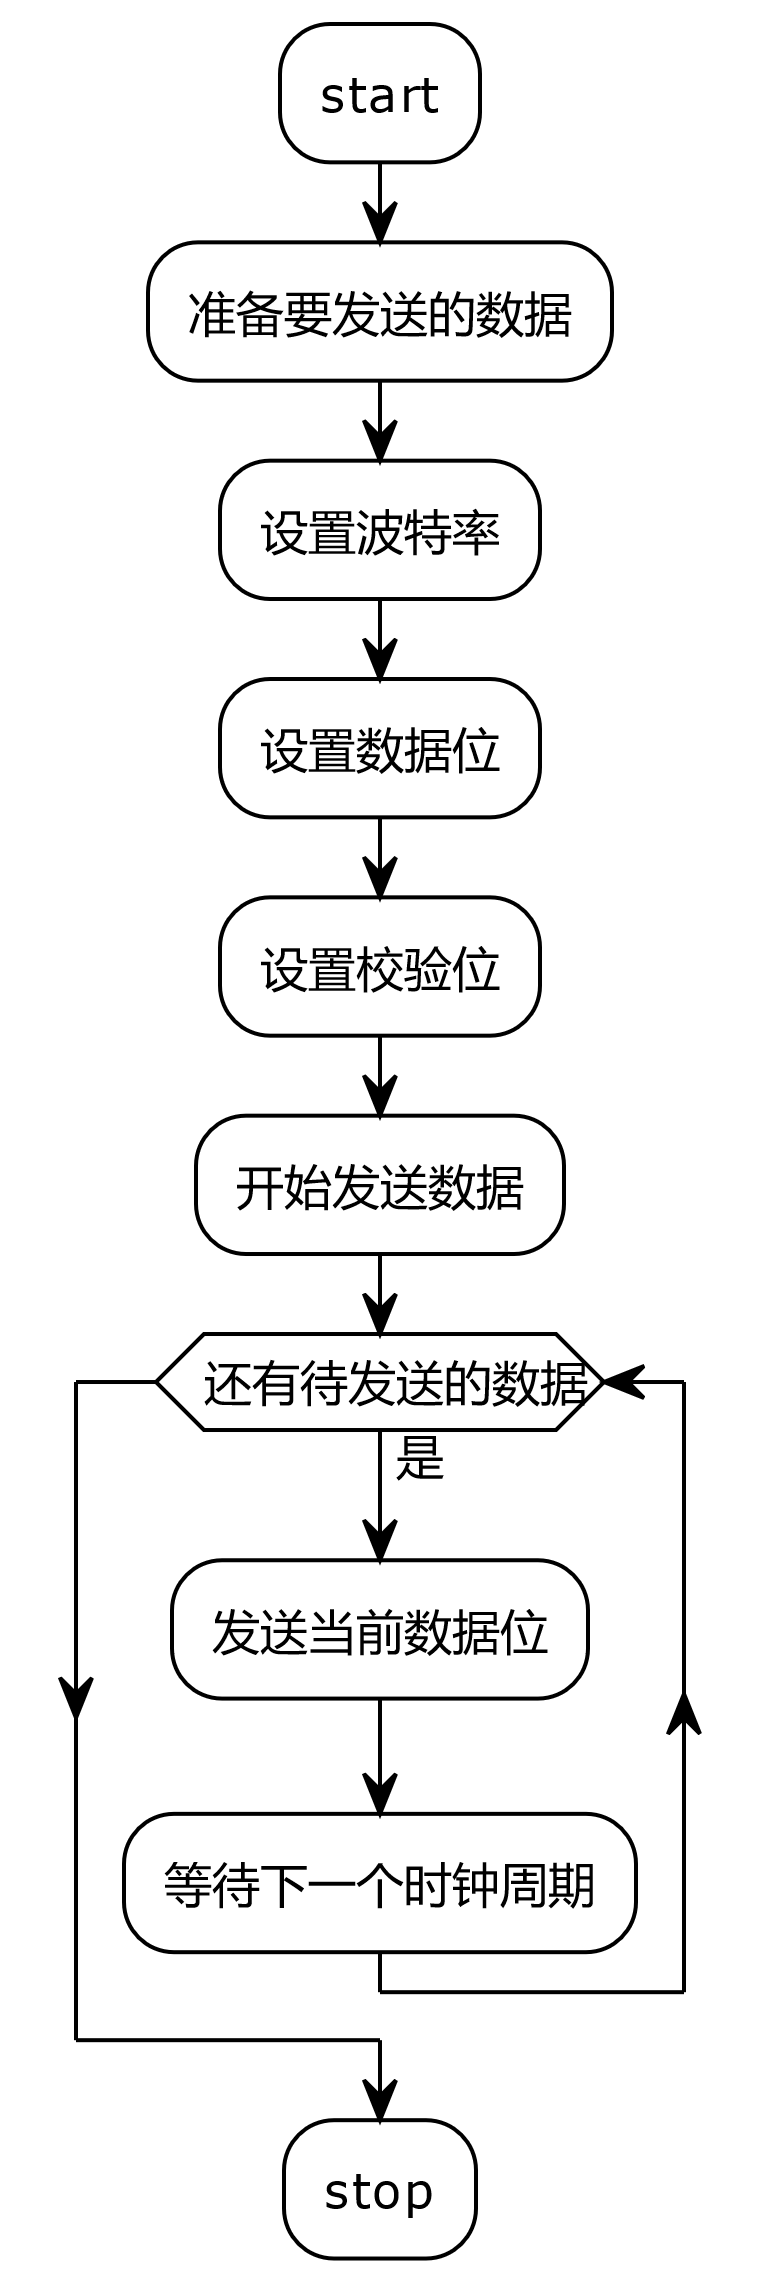 start
准备要发送的数据
设置波特率
设置数据位
设置校验位
开始发送数据
还有待发送的数据
是
发送当前数据位
等待下一个时钟周期
stop